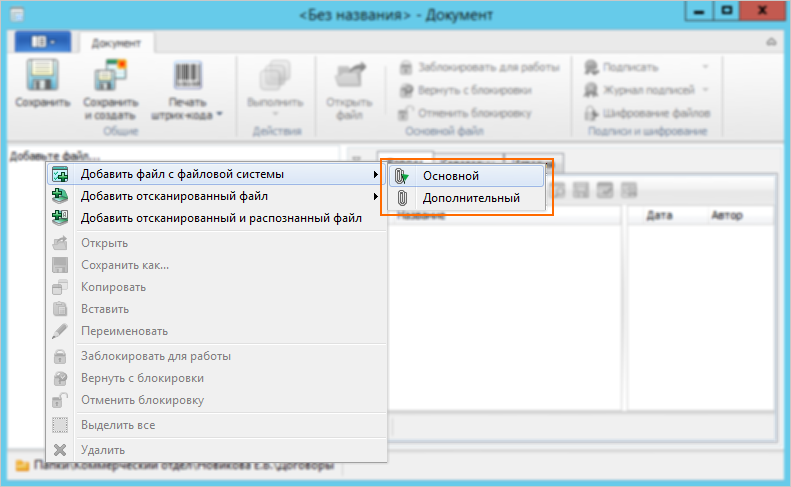 <Без названия> - Документ
Документ
Сохранить
Сохранить и создать
Печать штрих-кода
Общие
Выполнить
Действия
Открыть файл
Заблокировать для работы
Вернуть с блокировки
Отменить блокировку
Основной файл
Подписать
Журнал подписей
Шифрование файлов
Подписи и шифрование
Добавьте файл...
Добавить файл с файловой системы
Основной
Добавить отсканированный файл
Дополнительный
Добавить отсканированный и распознанный файл
Название
Дата
Автор
Открыть
Сохранить как...
Копировать
Вставить
Переименовать
Заблокировать для работы
Вернуть с блокировки
Отменить блокировку
Выделить все
Удалить
Папки\Коммерческий отдел\Новикова Е.В.\Договоры